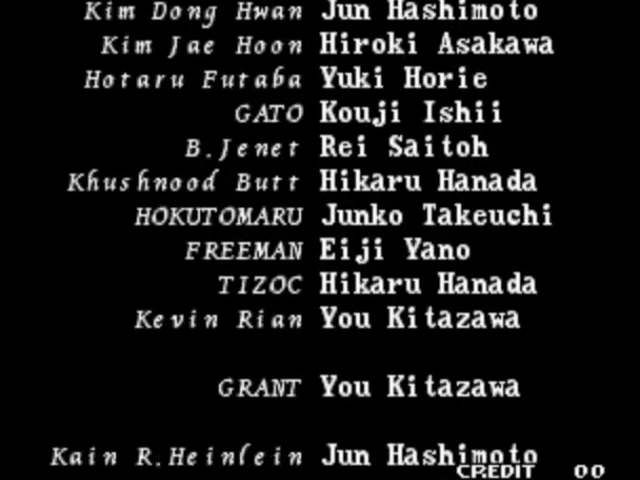 Kim Dong Hwan Jun Hashimoto
Kim Jae Hoon Hiroki Asakawa
Hotaru Futaba Yuki Horie
GATO Kouji Ishii
B.Jenet Rei Saitoh
Khushnood Butt Hikaru Hanada
HOKUTOMARU Junko Takeuchi
FREEMAN Eiji Yano
TIZOC Hikaru Hanada
Kevin Rian You Kitazawa
GRANT You Kitazawa
Kain R.Heinlein Jun Hashimoto
CREDIT 00